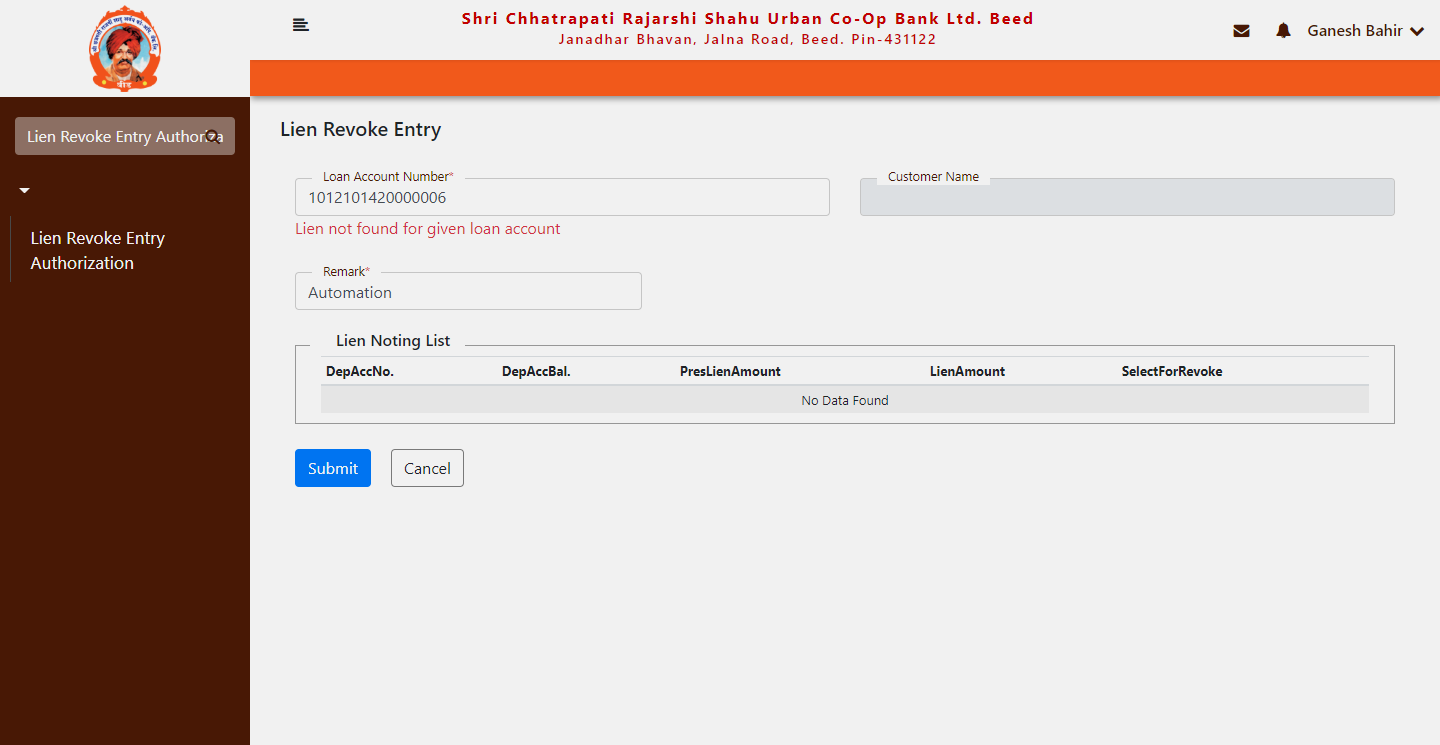 Shri Chhatrapati Rajarshi Shahu Urban Co-Op Bank Ltd. Beed
Janadhar Bhavan, Jalna Road, Beed. Pin-431122
Ganesh Bahir
बीड
Lien Revoke Entry Authoriza
Lien Revoke Entry
Authorization
Lien Revoke Entry
Loan Account Number*
1012101420000006
Lien not found for given loan account
Customer Name
Remark*
Automation
Lien Noting List
DepAccNo. DepAccBal. PresLienAmount LienAmount SelectForRevoke
No Data Found
Submit Cancel